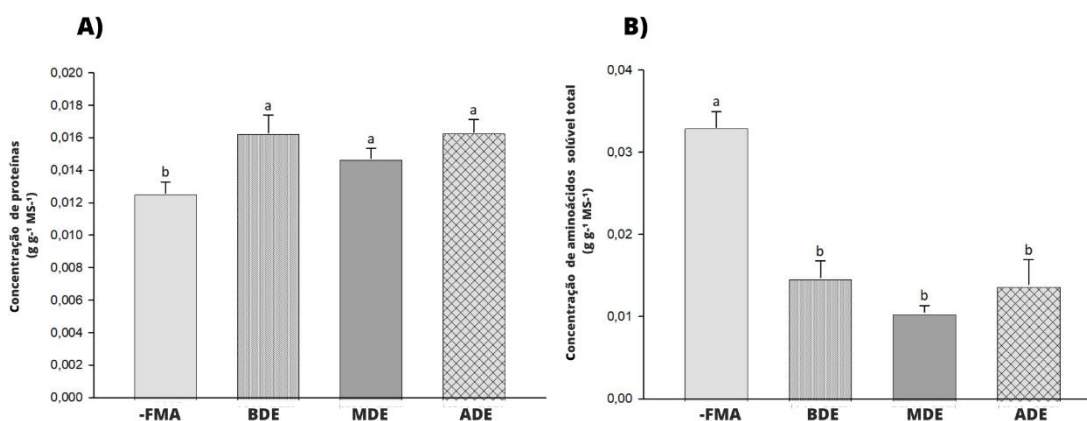 A)
Concentração de proteínas
(g g-¹ MS-¹)
0,020
0,018
0,016
0,014
0,012
0,010
0,008
0,006
0,004
0,002
0,000
b
a
a
a
-FMA BDE MDE ADE
B)
Concentração de aminoácidos solúvel total
(g g-¹ MS-¹)
0,04
0,03
0,02
0,01
0,00
a
b
b
b
-FMA BDE MDE ADE